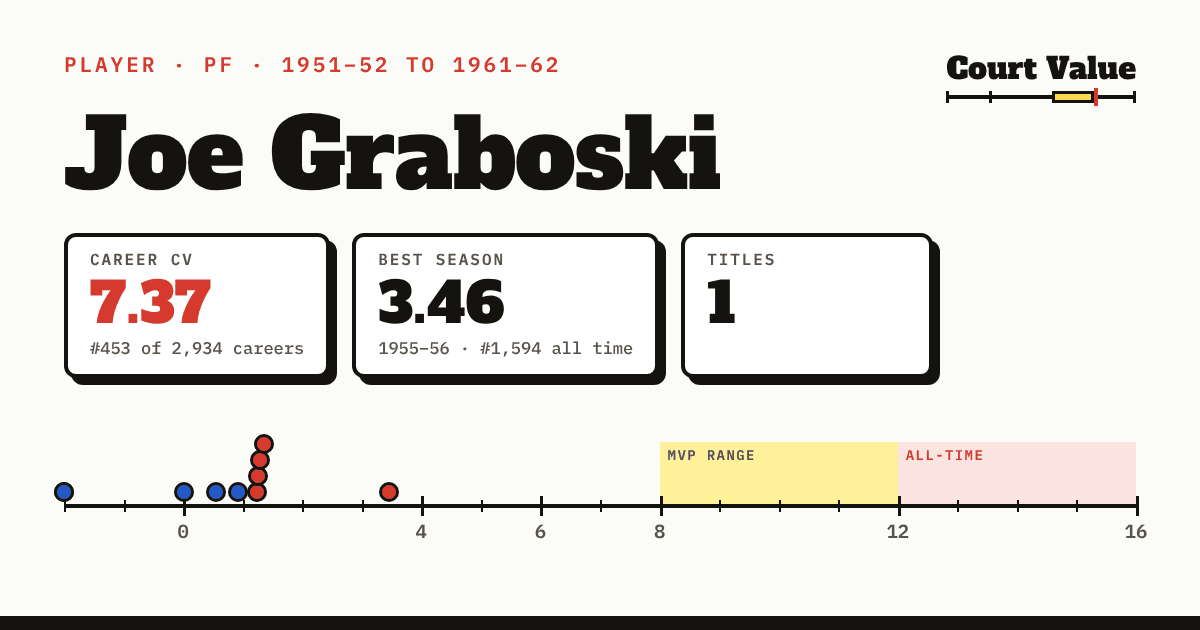 PLAYER · PF · 1951–52 TO 1961–62
Court Value
Joe Graboski
CAREER CV
7.37
#453 of 2,934 careers
BEST SEASON
3.46
1955–56 · #1,594 all time
TITLES
1
MVP RANGE
ALL-TIME
0
4
6
8
12
16